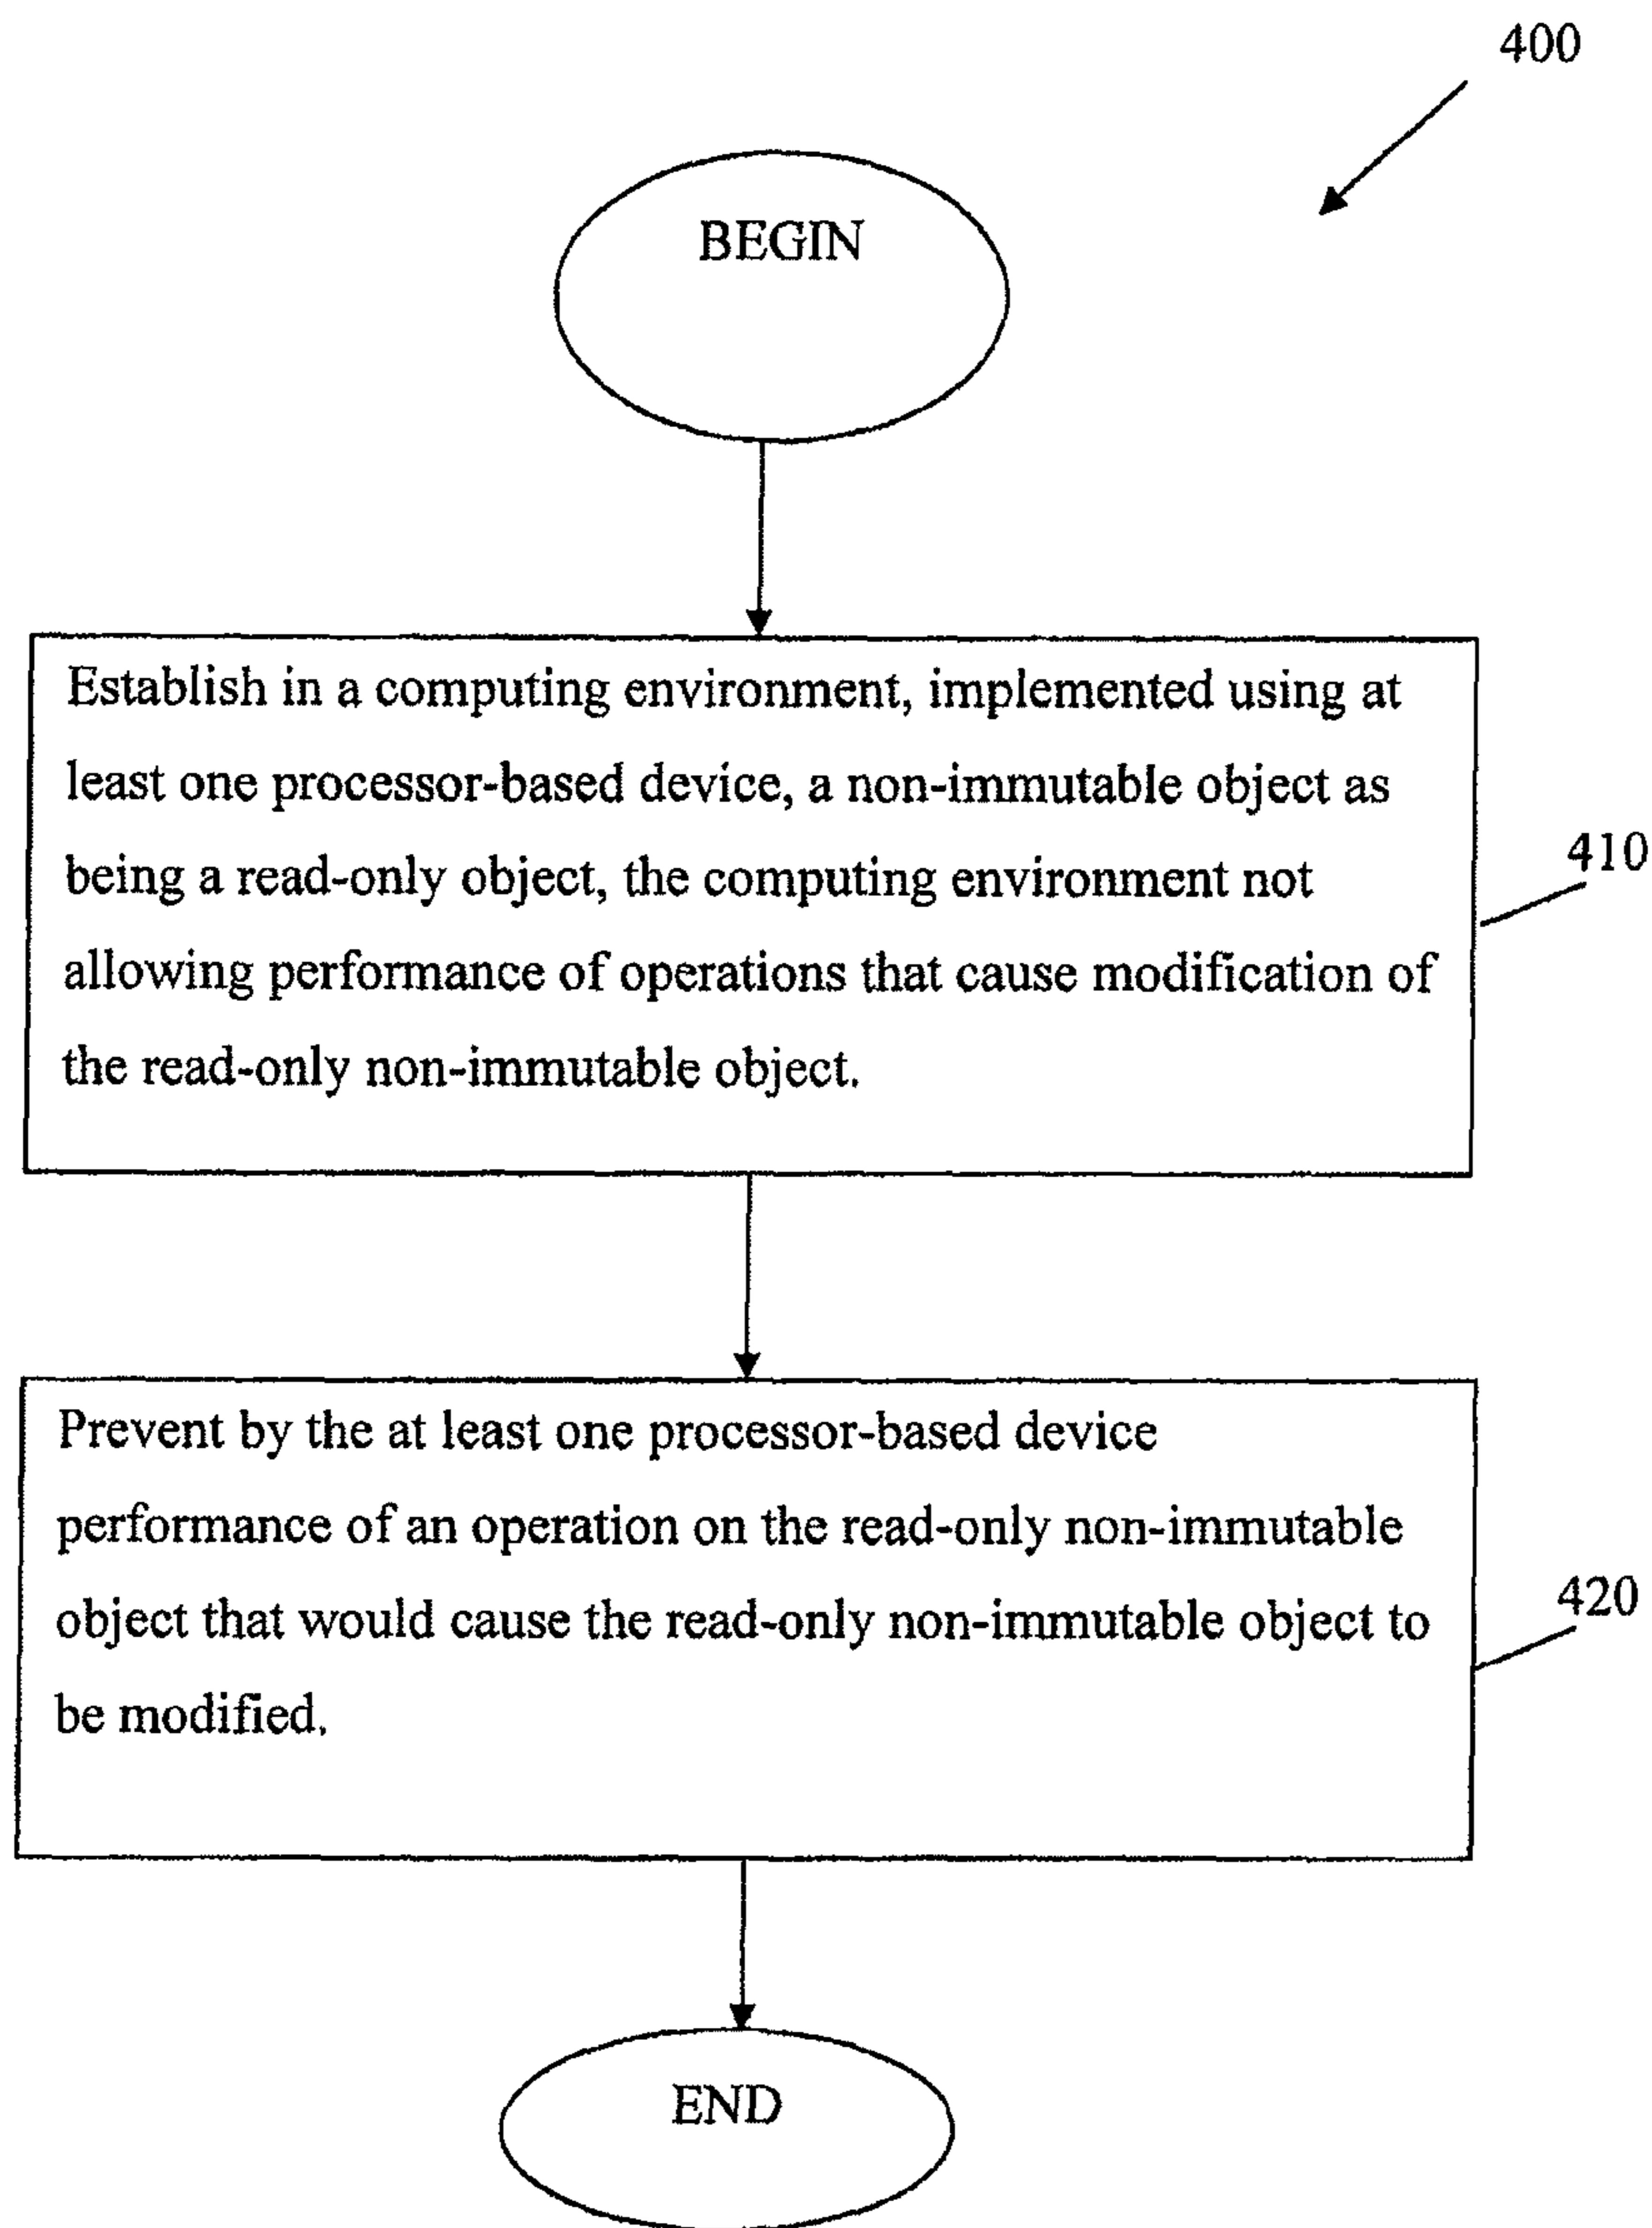 400
BEGIN
Establish in a computing environment, implemented using at
least one processor-based device, a non-immutable object as
being a read-only object, the computing environment not
allowing performance of operations that cause modification of
the read-only non-immutable object.
410
Prevent by the at least one processor-based device
performance of an operation on the read-only non-immutable
object that would cause the read-only non-immutable object to
be modified.
420
END